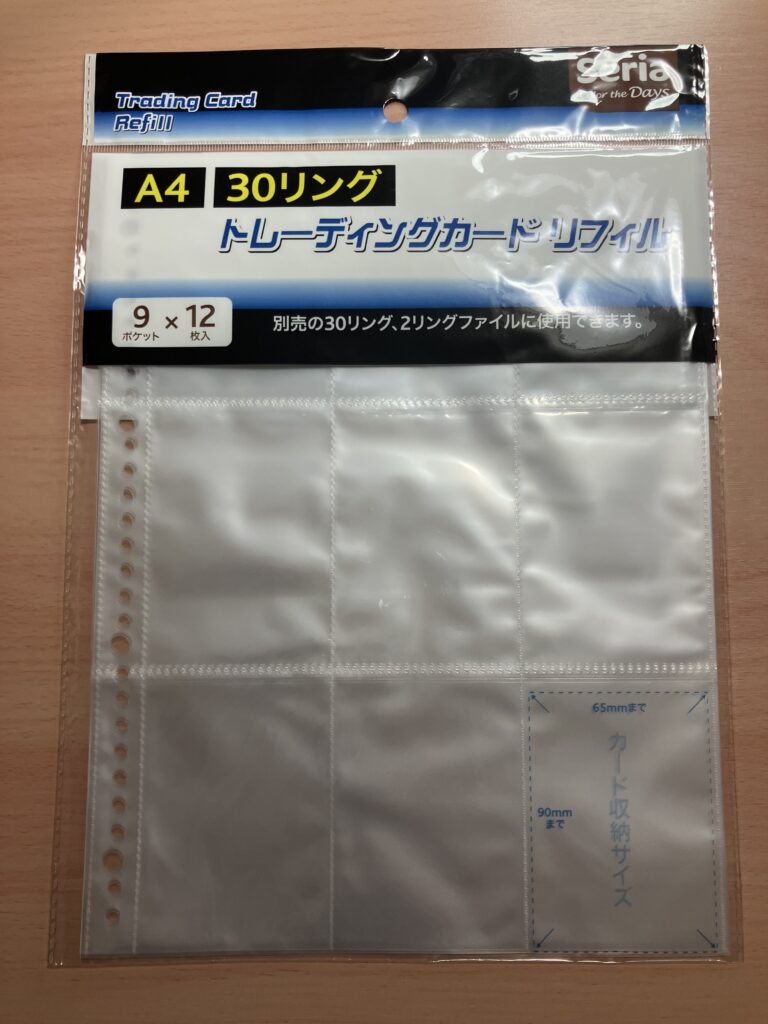 Seria
for the Days
Trading Card
Refill
A4 30リング
トレーディングカード リフィル
9ポケット × 12枚入
別売の30リング、2リングファイルに使用できます。
65mmまで
90mm
まで
カード収納サイズ